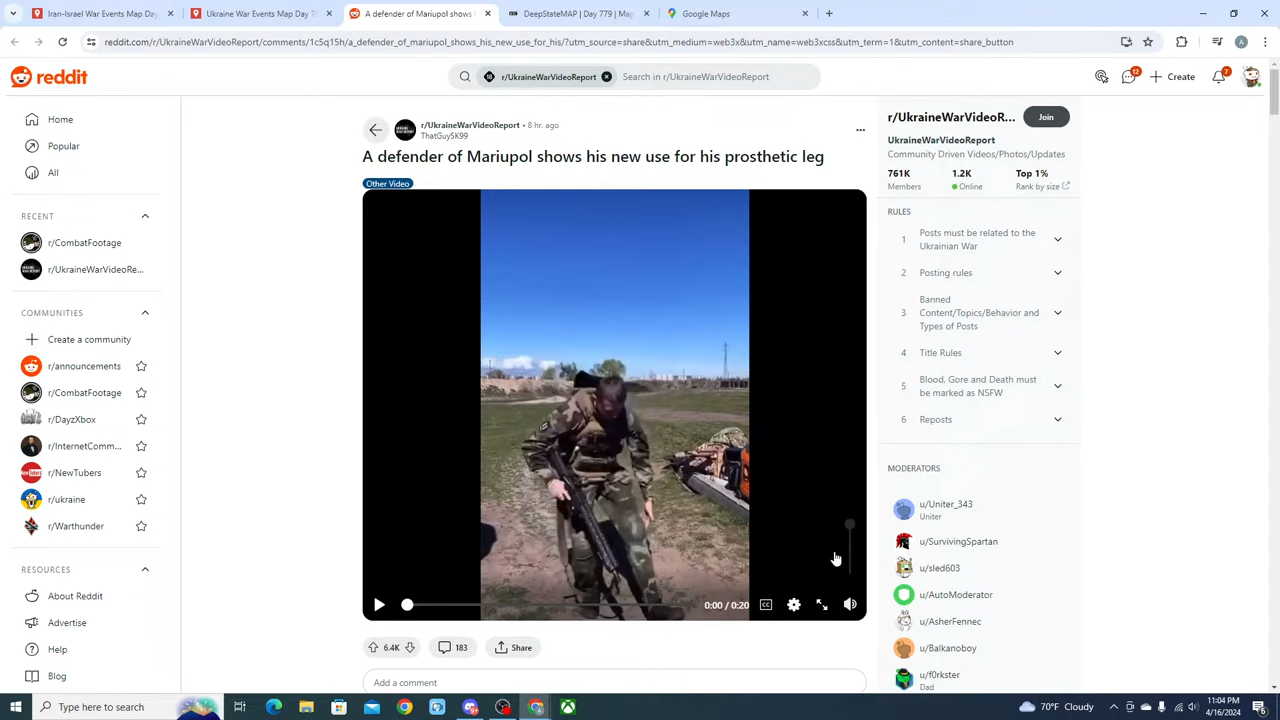 Iran-Israel War Events Map Day
Ukraine War Events Map Day 7
A defender of Mariupol shows
DeepStateMAP | Day 779 | Map
Google Maps
reddit.com/r/UkraineWarVideoReport/comments/1c5q15h/a_defender_of_mariupol_shows_his_new_use_for_his/?utm_source=share&utm_medium=web3x&utm_name=web3xcss&utm_term=1&utm_content=share_button
A
reddit
r/UkraineWarVideoReport
Search in r/UkraineWarVideoReport
12
Create
7
Home
Popular
All
RECENT
r/CombatFootage
r/UkraineWarVideoRe...
COMMUNITIES
Create a community
r/announcements
r/CombatFootage
r/DayzXbox
r/InternetComm...
r/NewTubers
r/ukraine
r/Warthunder
RESOURCES
About Reddit
Advertise
Help
Blog
r/UkraineWarVideoReport • 8 hr. ago
ThatGuySK99
A defender of Mariupol shows his new use for his prosthetic leg
Other Video
0:00 / 0:20
CC
6.4K
183
Share
Add a comment
r/UkraineWarVideoR...
Join
UkraineWarVideoReport
Community Driven Videos/Photos/Updates
761K
1.2K
Top 1%
Members
Online
Rank by size
RULES
1
Posts must be related to the
Ukrainian War
2
Posting rules
3
Banned
Content/Topics/Behavior and
Types of Posts
4
Title Rules
5
Blood, Gore and Death must
be marked as NSFW
6
Reposts
MODERATORS
u/Uniter_343
Uniter
u/SurvivingSpartan
u/sled603
u/AutoModerator
u/AsherFennec
u/Balkanoboy
u/f0rkster
Dad
Type here to search
70°F Cloudy
11:04 PM
4/16/2024
6